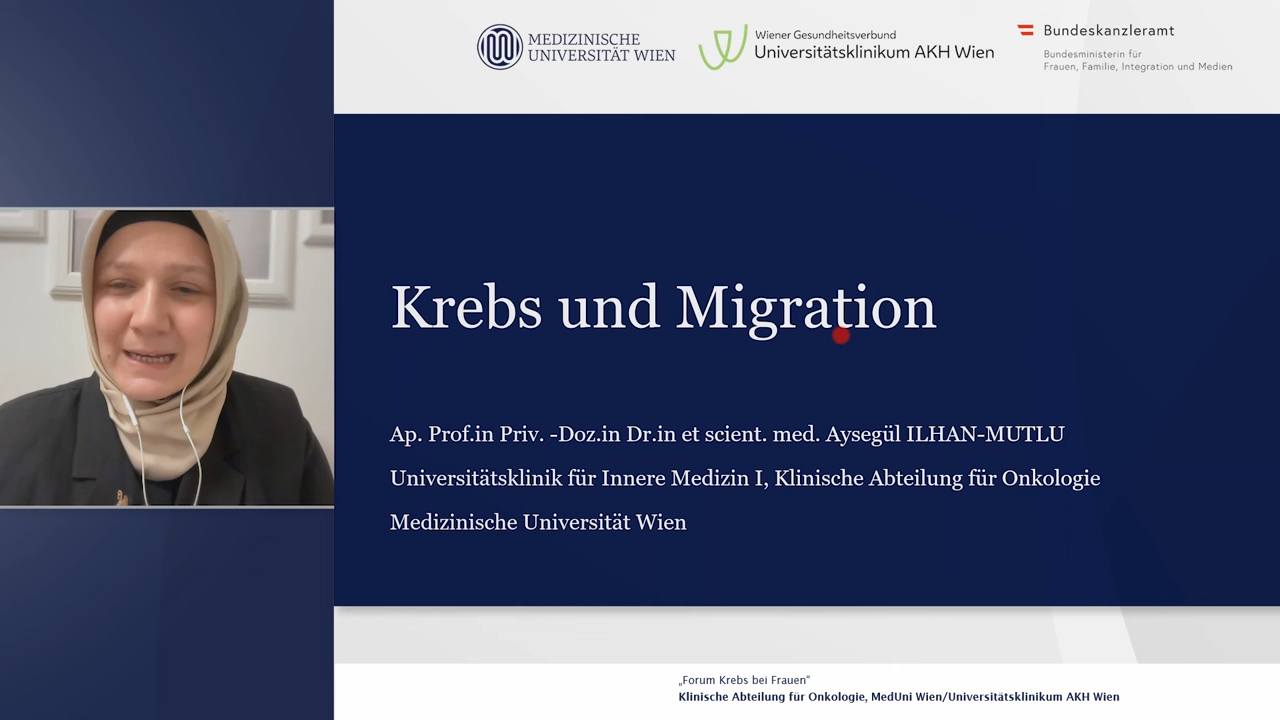 MEDIZINISCHE
UNIVERSITÄT WIEN
Wiener Gesundheitsverbund
Universitätsklinikum AKH Wien
Bundeskanzleramt
Bundesministerin für
Frauen, Familie, Integration und Medien
Krebs und Migration
Ap. Prof.in Priv. -Doz.in Dr.in et scient. med. Aysegül ILHAN-MUTLU
Universitätsklinik für Innere Medizin I, Klinische Abteilung für Onkologie
Medizinische Universität Wien
„Forum Krebs bei Frauen“
Klinische Abteilung für Onkologie, MedUni Wien/Universitätsklinikum AKH Wien